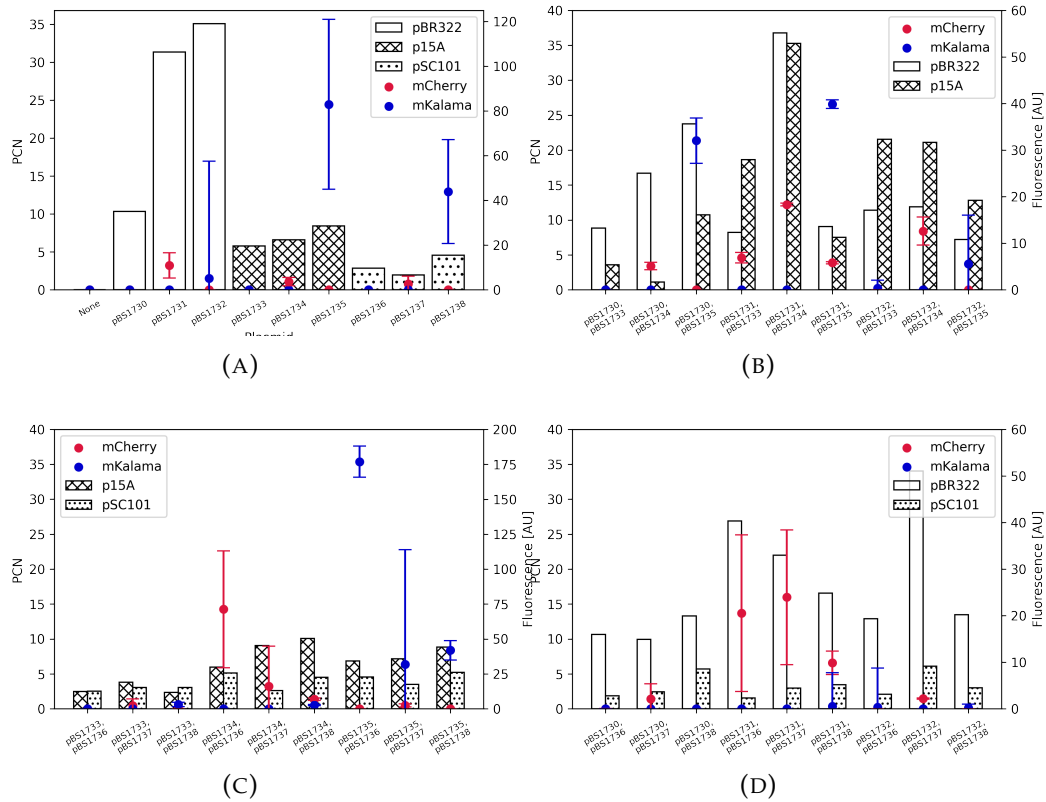 35
30
25
20
15
10
5
0
PCN
120
100
80
60
40
20
0
pBR322
p15A
pSC101
mCherry
mKalama
None
pBS1730
pBS1731
pBS1732
pBS1733
pBS1734
pBS1735
pBS1736
pBS1737
pBS1738
(A)
40
35
30
25
20
15
10
5
0
PCN
60
50
40
30
20
10
0
Fluorescence [AU]
mCherry
mKalama
pBR322
p15A
pBS1730,
pBS1733
pBS1730,
pBS1734
pBS1730,
pBS1735
pBS1731,
pBS1733
pBS1731,
pBS1734
pBS1731,
pBS1735
pBS1732,
pBS1733
pBS1732,
pBS1734
pBS1732,
pBS1735
(B)
40
35
30
25
20
15
10
5
0
PCN
200
175
150
125
100
75
50
25
0
Fluorescence [AU]
mCherry
mKalama
p15A
pSC101
pBS1733,
pBS1736
pBS1733,
pBS1737
pBS1733,
pBS1738
pBS1734,
pBS1736
pBS1734,
pBS1737
pBS1734,
pBS1738
pBS1735,
pBS1736
pBS1735,
pBS1737
pBS1735,
pBS1738
(C)
40
35
30
25
20
15
10
5
0
PCN
60
50
40
30
20
10
0
Fluorescence [AU]
mCherry
mKalama
pBR322
pSC101
pBS1730,
pBS1736
pBS1730,
pBS1737
pBS1730,
pBS1738
pBS1731,
pBS1736
pBS1731,
pBS1737
pBS1731,
pBS1738
pBS1732,
pBS1736
pBS1732,
pBS1737
pBS1732,
pBS1738
(D)